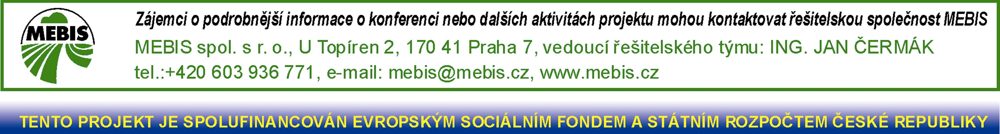 MEBIS
Zájemci o podrobnější informace o konferenci nebo dalších aktivitách projektu mohou kontaktovat řešitelskou společnost MEBIS
MEBIS spol. s r. o., U Topíren 2, 170 41 Praha 7, vedoucí řešitelského týmu: ING. JAN ČERMÁK
tel.:+420 603 936 771, e-mail: mebis@mebis.cz, www.mebis.cz
TENTO PROJEKT JE SPOLUFINANCOVÁN EVROPSKÝM SOCIÁLNÍM FONDEM A STÁTNÍM ROZPOČTEM ČESKÉ REPUBLIKY